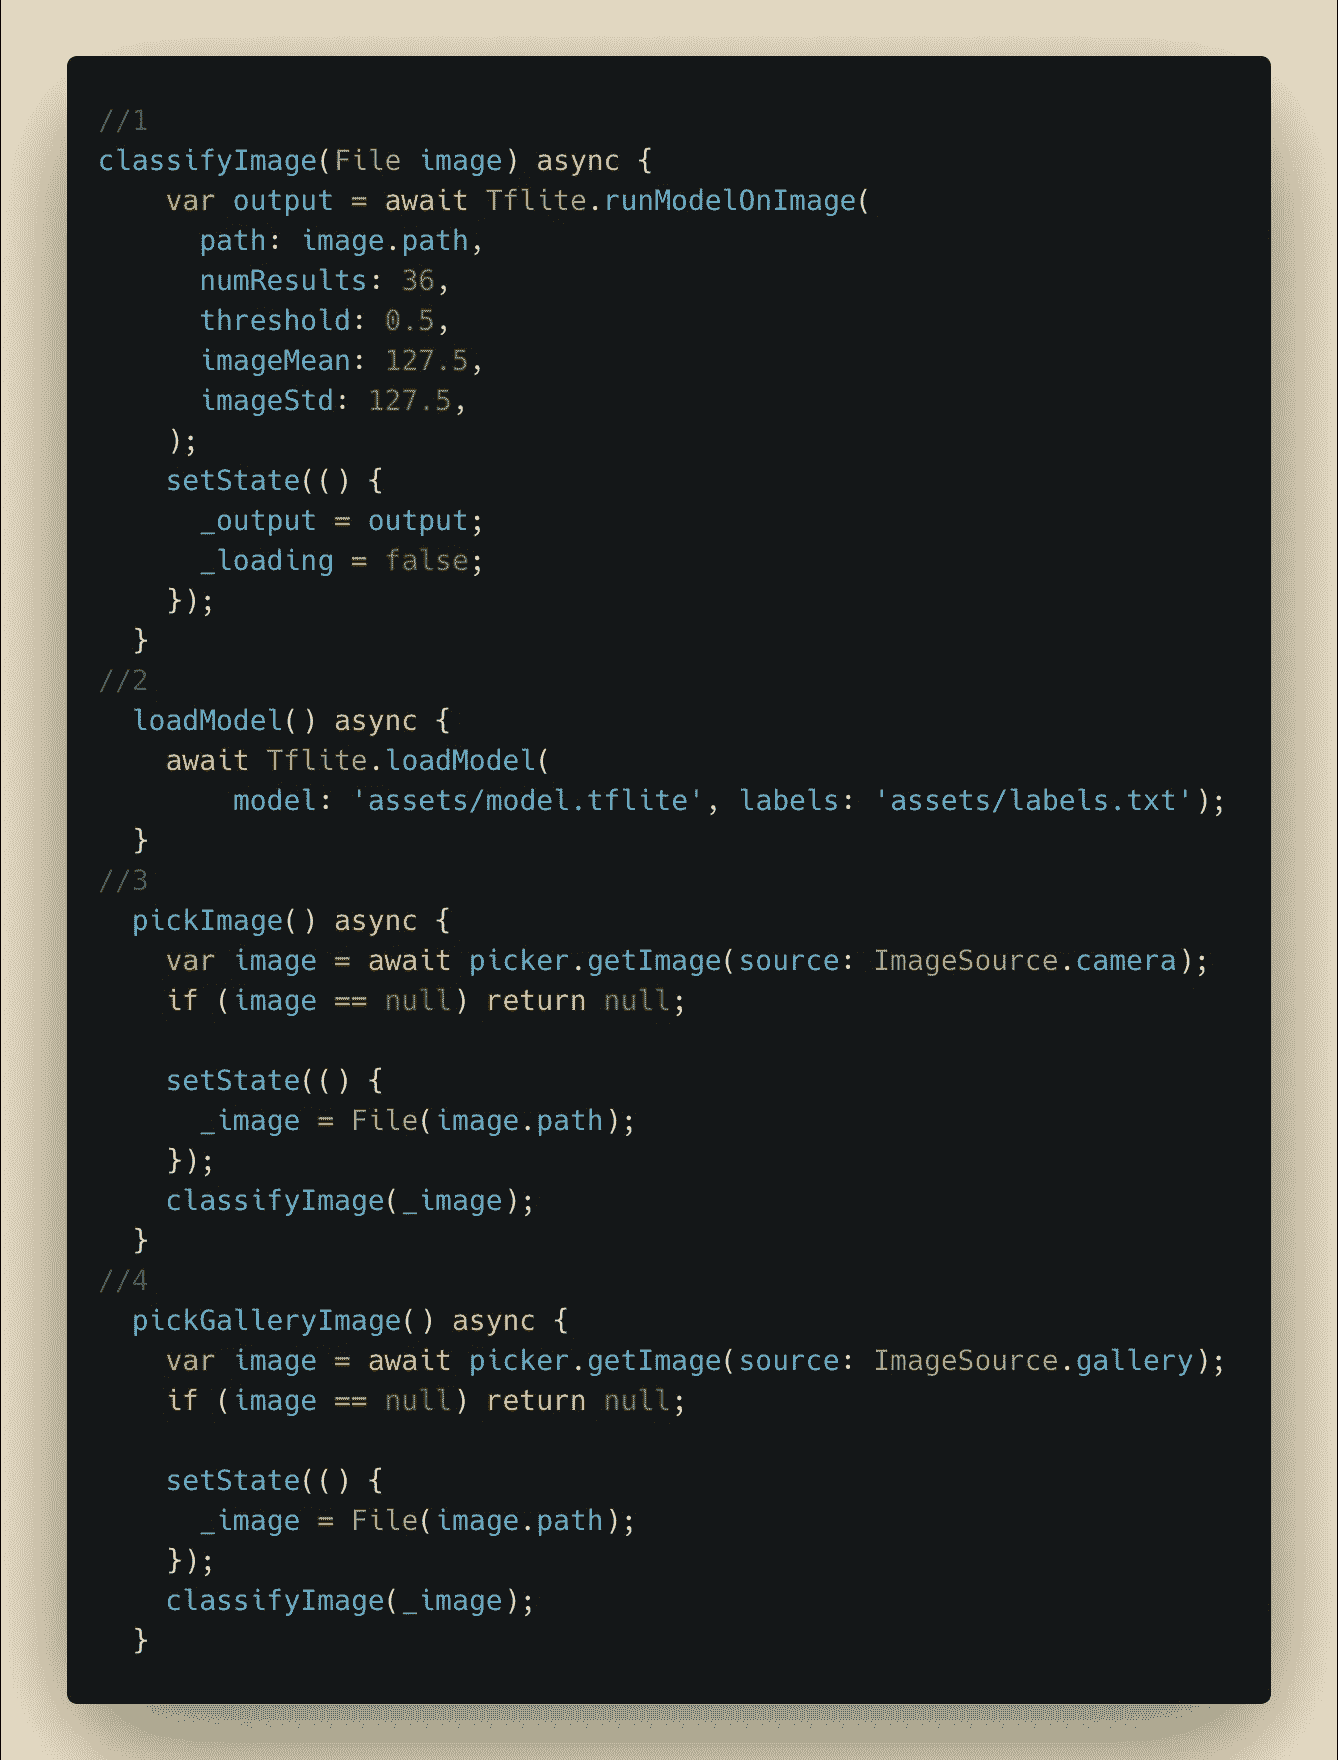 //1
classifyImage(File image) async {
    var output = await Tflite.runModelOnImage(
      path: image.path,
      numResults: 36,
      threshold: 0.5,
      imageMean: 127.5,
      imageStd: 127.5,
    );
    setState(() {
      _output = output;
      _loading = false;
    });
  }
//2
  loadModel() async {
    await Tflite.loadModel(
        model: 'assets/model.tflite', labels: 'assets/labels.txt');
  }
//3
  pickImage() async {
    var image = await picker.getImage(source: ImageSource.camera);
    if (image == null) return null;

    setState(() {
      _image = File(image.path);
    });
    classifyImage(_image);
  }
//4
  pickGalleryImage() async {
    var image = await picker.getImage(source: ImageSource.gallery);
    if (image == null) return null;

    setState(() {
      _image = File(image.path);
    });
    classifyImage(_image);
  }